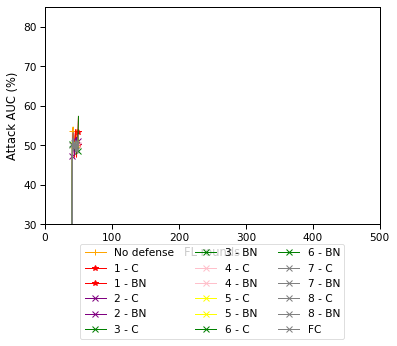 85
80
70
60
50
40
30
Attack AUC (%)
0 100 200 300 400 500
No defense
1 - C
1 - BN
2 - C
2 - BN
3 - C
3 - BN
4 - C
4 - BN
5 - C
5 - BN
6 - C
6 - BN
7 - C
7 - BN
8 - C
8 - BN
FC